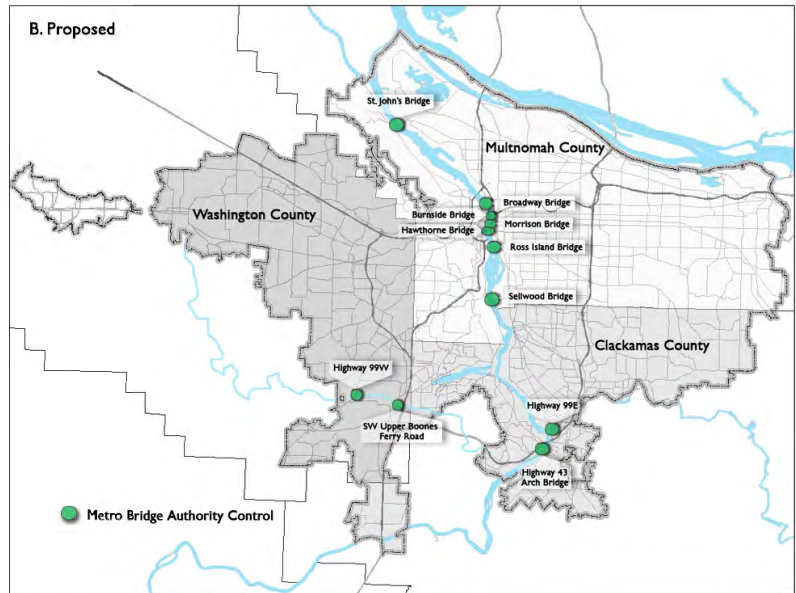 B. Proposed
St. John's Bridge
Multnomah County
Washington County
Broadway Bridge
Burnside Bridge
Morrison Bridge
Hawthorne Bridge
Ross Island Bridge
Sellwood Bridge
Clackamas County
Highway 99W
SW Upper Boones
Ferry Road
Highway 99E
Highway 43
Arch Bridge
Metro Bridge Authority Control